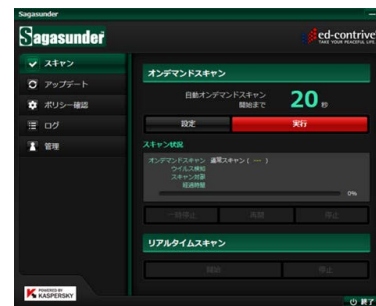 Sagasunder
Sagasunder
ed-contrive
TAKE YOUR PEACEFUL LIFE
スキャン
アップデート
ポリシー確認
ログ
管理
オンデマンドスキャン
自動オンデマンドスキャン
開始まで
20 秒
設定
実行
スキャン状況
オンデマンドスキャン 通常スキャン ( --- )
ウイルス検知
スキャン対象
経過時間
0%
一時停止
再開
停止
リアルタイムスキャン
開始
停止
POWERED BY
KASPERSKY
終了